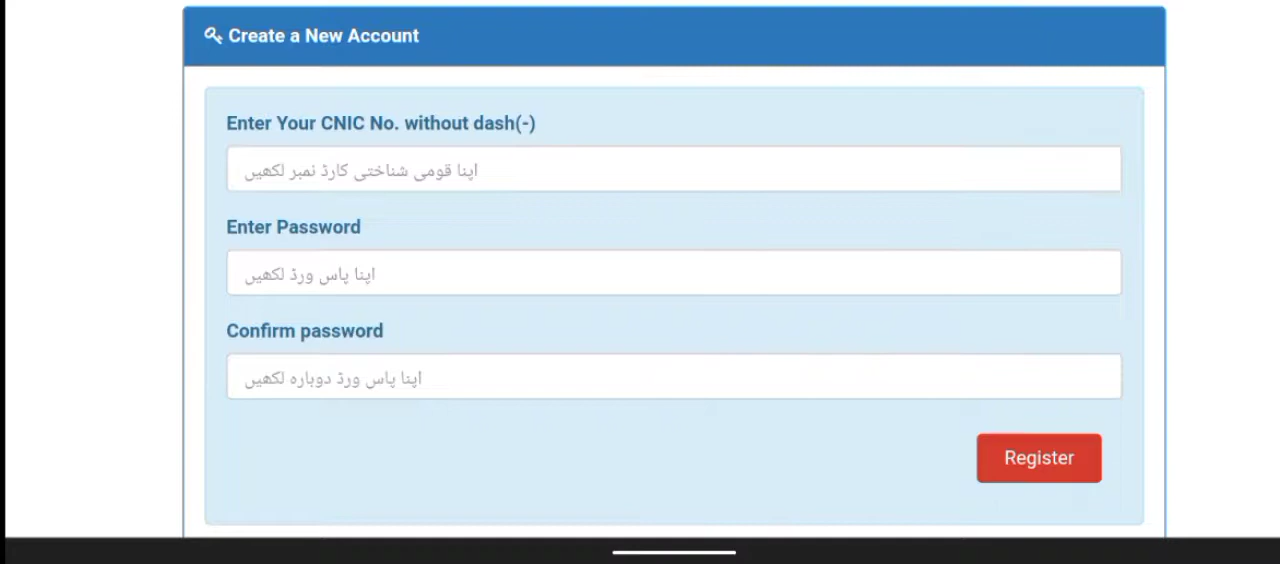 Create a New Account
Enter Your CNIC No. without dash(-)
اپنا قومی شناختی کارڈ نمبر لکھیں
Enter Password
اپنا پاس ورڈ لکھیں
Confirm password
اپنا پاس ورڈ دوبارہ لکھیں
Register